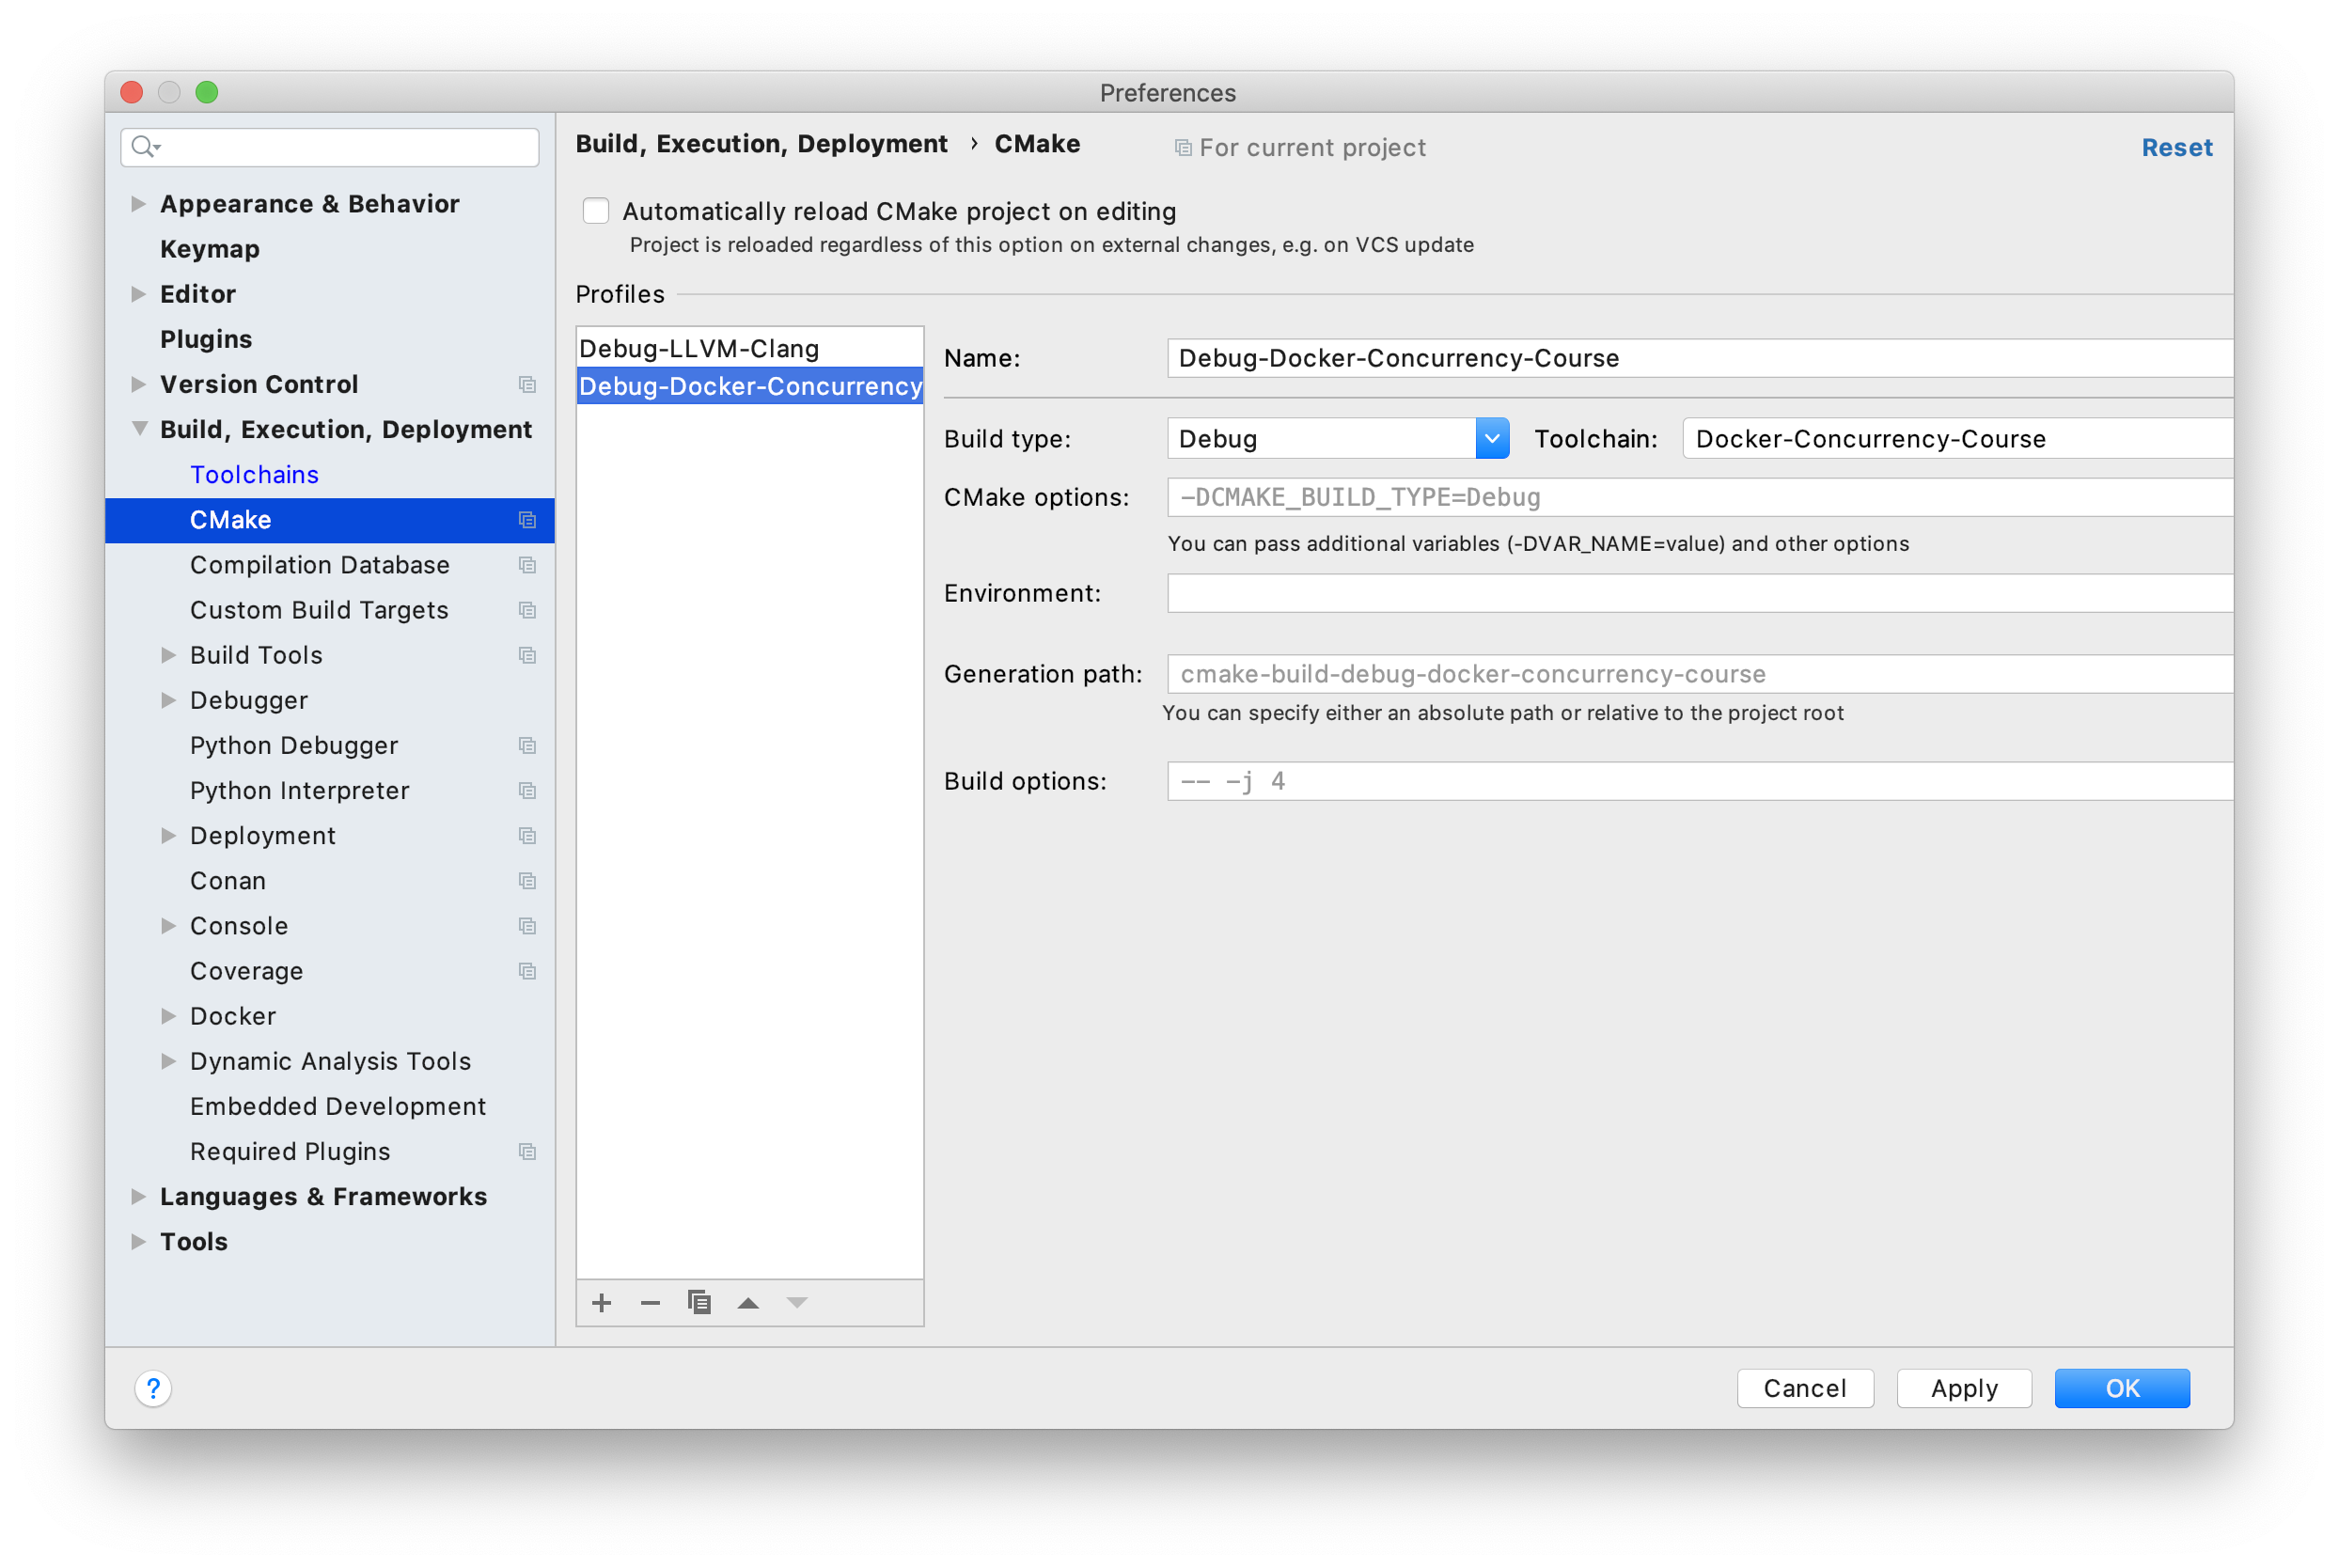 Preferences
Appearance & Behavior
Keymap
Editor
Plugins
Version Control
Build, Execution, Deployment
Toolchains
CMake
Compilation Database
Custom Build Targets
Build Tools
Debugger
Python Debugger
Python Interpreter
Deployment
Conan
Console
Coverage
Docker
Dynamic Analysis Tools
Embedded Development
Required Plugins
Languages & Frameworks
Tools
Build, Execution, Deployment › CMake For current project Reset
Automatically reload CMake project on editing
Project is reloaded regardless of this option on external changes, e.g. on VCS update
Profiles
Debug-LLVM-Clang
Debug-Docker-Concurrency
Name: Debug-Docker-Concurrency-Course
Build type: Debug Toolchain: Docker-Concurrency-Course
CMake options: -DCMAKE_BUILD_TYPE=Debug
You can pass additional variables (-DVAR_NAME=value) and other options
Environment:
Generation path: cmake-build-debug-docker-concurrency-course
You can specify either an absolute path or relative to the project root
Build options: -- -j 4
? Cancel Apply OK